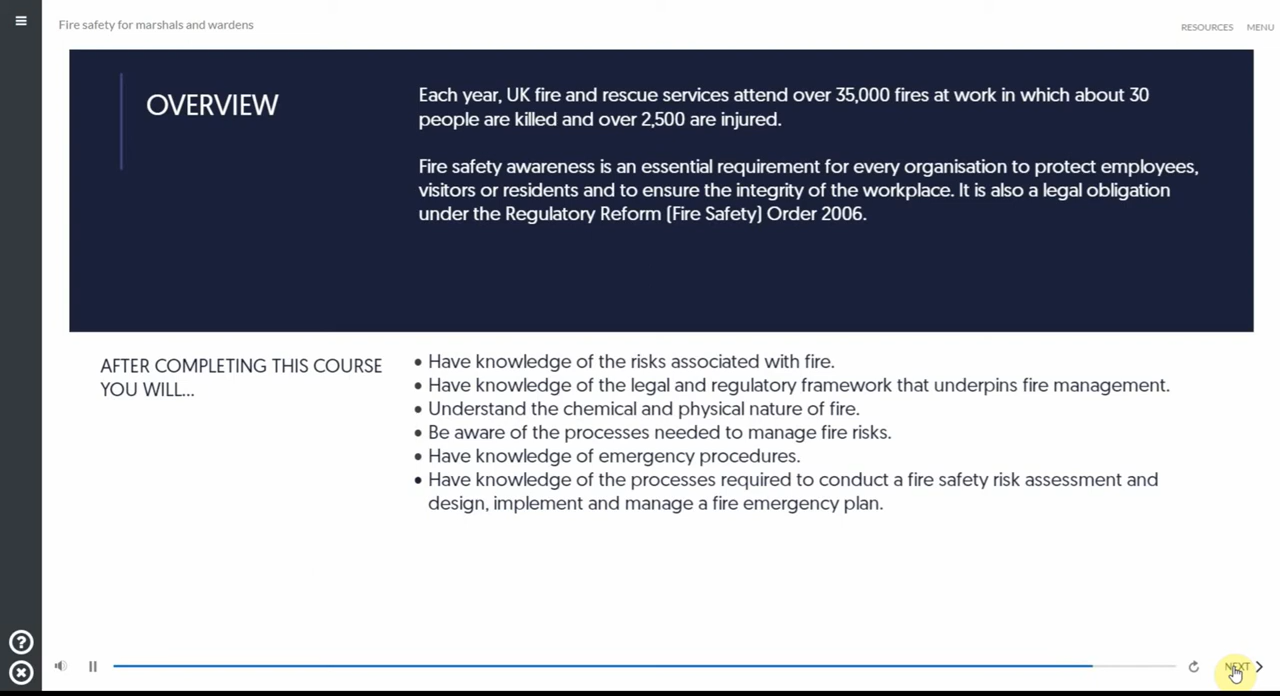 Fire safety for marshals and wardens
RESOURCES MENU
OVERVIEW
Each year, UK fire and rescue services attend over 35,000 fires at work in which about 30
people are killed and over 2,500 are injured.
Fire safety awareness is an essential requirement for every organisation to protect employees,
visitors or residents and to ensure the integrity of the workplace. It is also a legal obligation
under the Regulatory Reform (Fire Safety) Order 2006.
AFTER COMPLETING THIS COURSE
YOU WILL...
• Have knowledge of the risks associated with fire.
• Have knowledge of the legal and regulatory framework that underpins fire management.
• Understand the chemical and physical nature of fire.
• Be aware of the processes needed to manage fire risks.
• Have knowledge of emergency procedures.
• Have knowledge of the processes required to conduct a fire safety risk assessment and
design, implement and manage a fire emergency plan.
NEXT